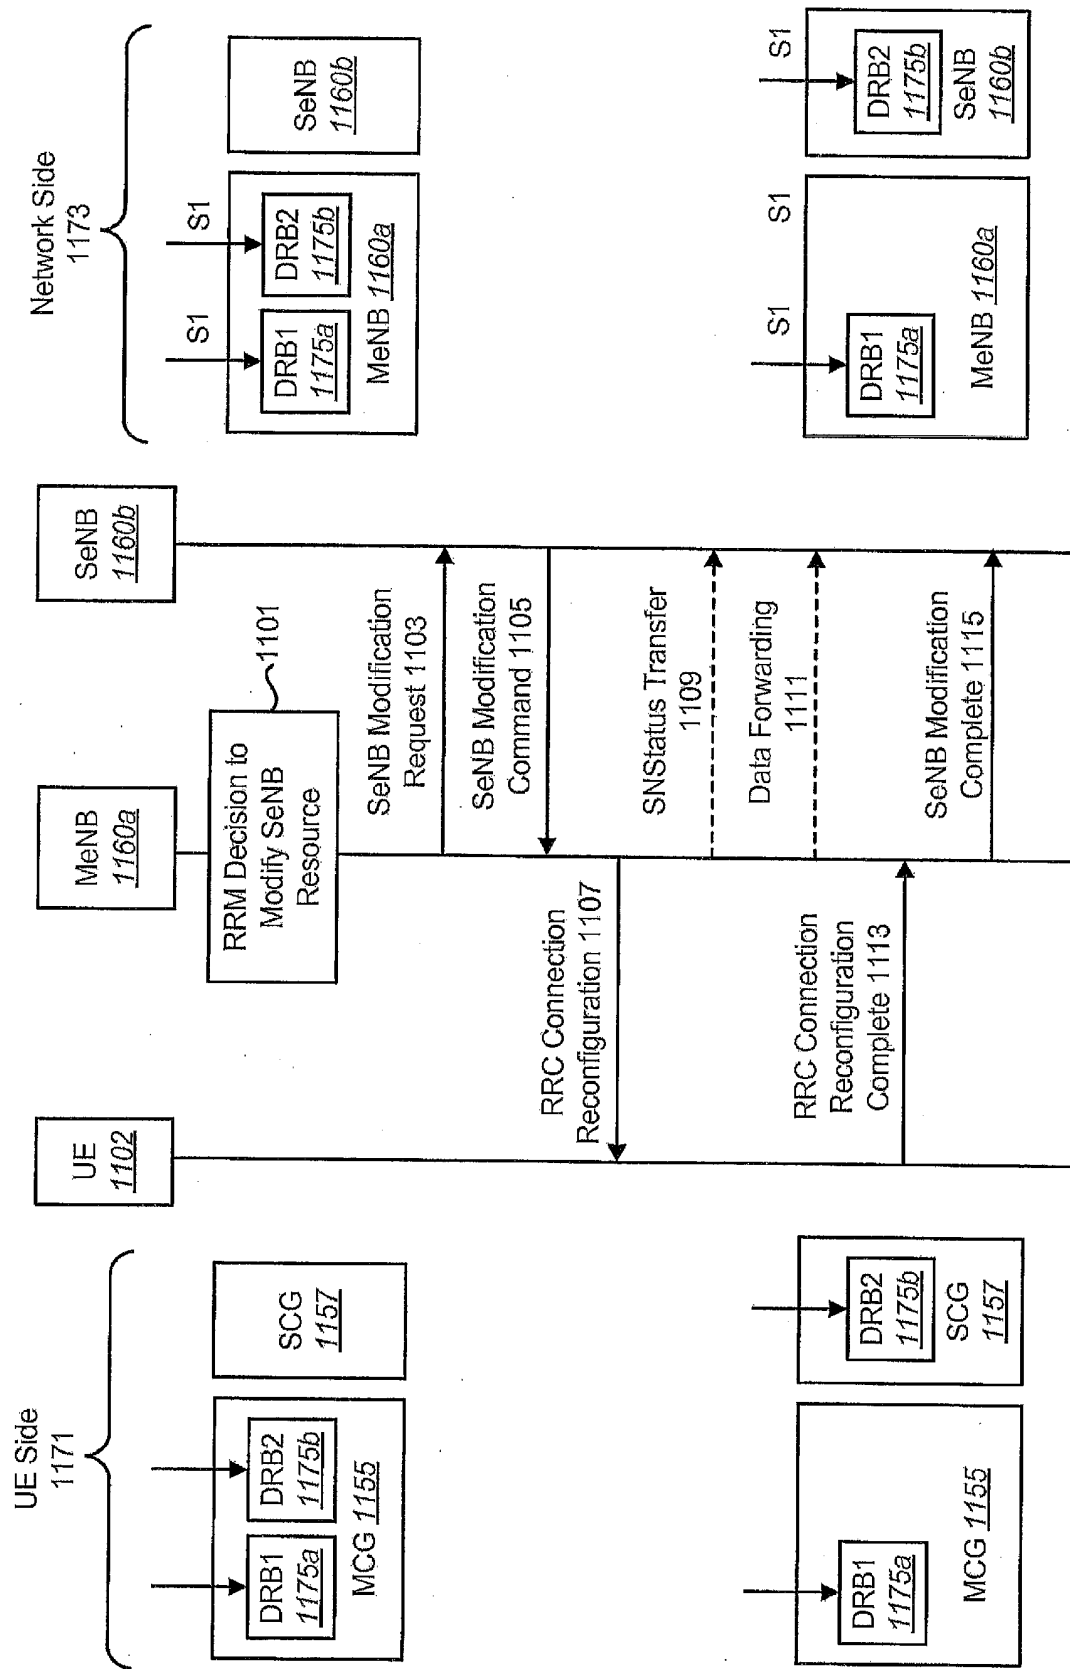 UE Side
1171
DRB1
1175a
DRB2
1175b
MCG 1155
SCG
1157
UE
1102
MeNB
1160a
SeNB
1160b
Network Side
1173
S1
S1
DRB1
1175a
DRB2
1175b
MeNB 1160a
SeNB
1160b
RRM Decision to
Modify SeNB
Resource
1101
SeNB Modification
Request 1103
SeNB Modification
Command 1105
RRC Connection
Reconfiguration 1107
SNStatus Transfer
1109
Data Forwarding
1111
RRC Connection
Reconfiguration
Complete 1113
SeNB Modification
Complete 1115
DRB1
1175a
MCG 1155
DRB2
1175b
SCG
1157
S1
S1
S1
DRB1
1175a
MeNB 1160a
DRB2
1175b
SeNB
1160b